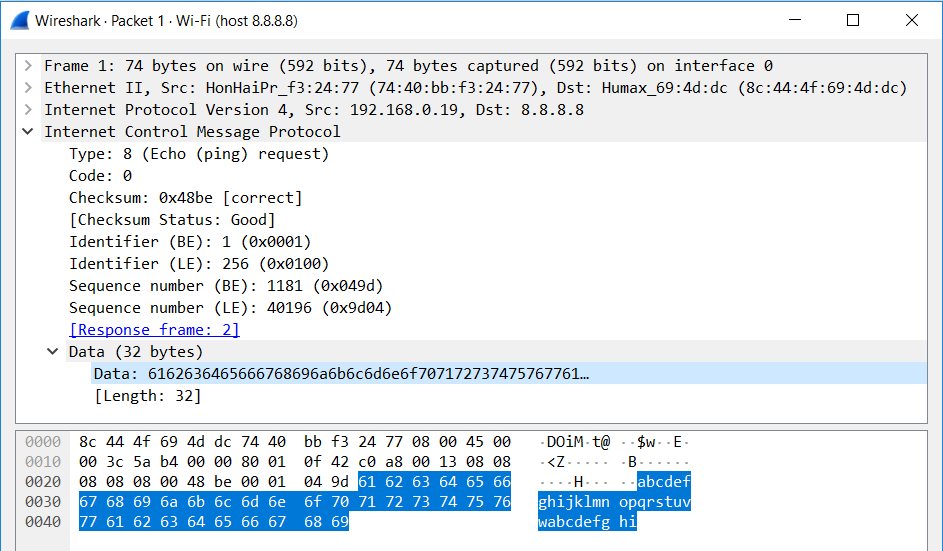 Wireshark · Packet 1 · Wi-Fi (host 8.8.8.8)
Frame 1: 74 bytes on wire (592 bits), 74 bytes captured (592 bits) on interface 0
Ethernet II, Src: HonHaiPr_f3:24:77 (74:40:bb:f3:24:77), Dst: Humax_69:4d:dc (8c:44:4f:69:4d:dc)
Internet Protocol Version 4, Src: 192.168.0.19, Dst: 8.8.8.8
Internet Control Message Protocol
Type: 8 (Echo (ping) request)
Code: 0
Checksum: 0x48be [correct]
[Checksum Status: Good]
Identifier (BE): 1 (0x0001)
Identifier (LE): 256 (0x0100)
Sequence number (BE): 1181 (0x049d)
Sequence number (LE): 40196 (0x9d04)
[Response frame: 2]
Data (32 bytes)
Data: 6162636465666768696a6b6c6d6e6f707172737475767761…
[Length: 32]
0000 8c 44 4f 69 4d dc 74 40 bb f3 24 77 08 00 45 00 ·DOiM·t@ ··$w··E·
0010 00 3c 5a b4 00 00 80 01 0f 42 c0 a8 00 13 08 08 ·<Z····· ·B······
0020 08 08 08 00 48 be 00 01 04 9d 61 62 63 64 65 66 ····H··· ··abcdef
0030 67 68 69 6a 6b 6c 6d 6e 6f 70 71 72 73 74 75 76 ghijklmn opqrstuv
0040 77 61 62 63 64 65 66 67 68 69 wabcdefg hi